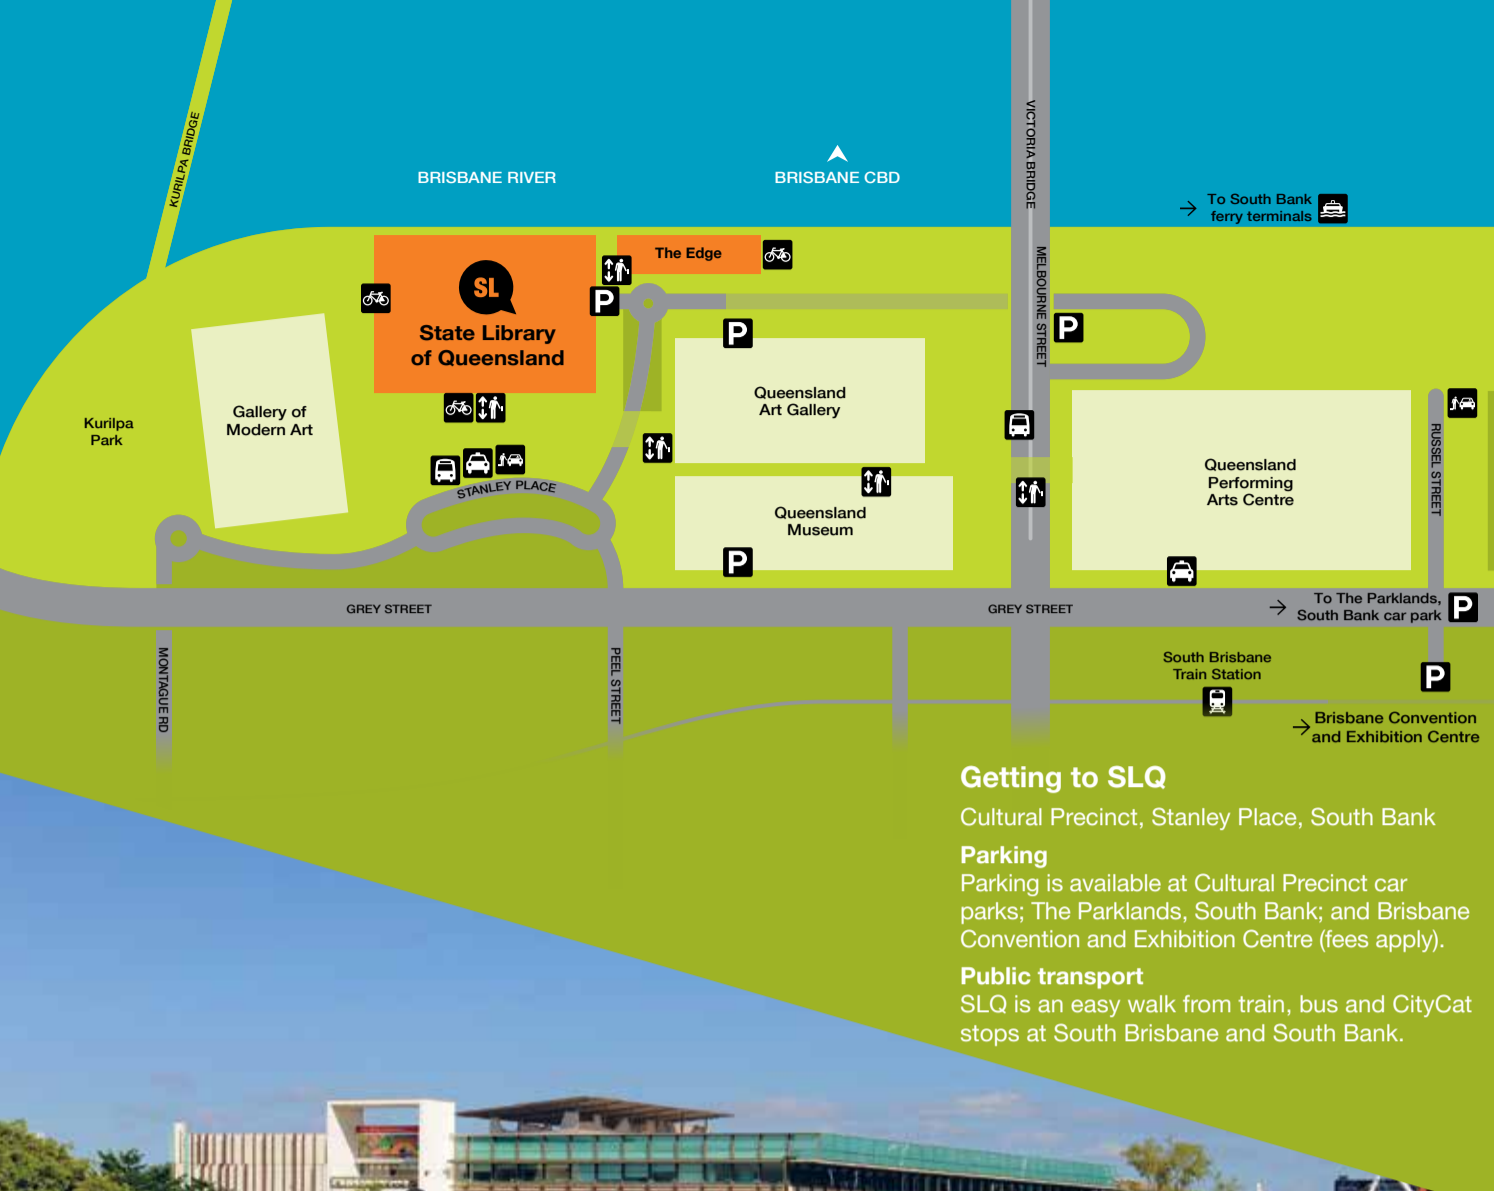 KURILPA BRIDGE
BRISBANE RIVER
BRISBANE CBD
VICTORIA BRIDGE
To South Bank
ferry terminals
The Edge
SL
State Library
of Queensland
P
P
P
MELBOURNE STREET
Kurilpa
Park
Gallery of
Modern Art
Queensland
Art Gallery
Queensland
Performing
Arts Centre
RUSSEL STREET
STANLEY PLACE
Queensland
Museum
P
GREY STREET
GREY STREET
To The Parklands,
South Bank car park
P
MONTAGUE RD
PEEL STREET
South Brisbane
Train Station
P
Brisbane Convention
and Exhibition Centre
Getting to SLQ
Cultural Precinct, Stanley Place, South Bank
Parking
Parking is available at Cultural Precinct car
parks; The Parklands, South Bank; and Brisbane
Convention and Exhibition Centre (fees apply).
Public transport
SLQ is an easy walk from train, bus and CityCat
stops at South Brisbane and South Bank.